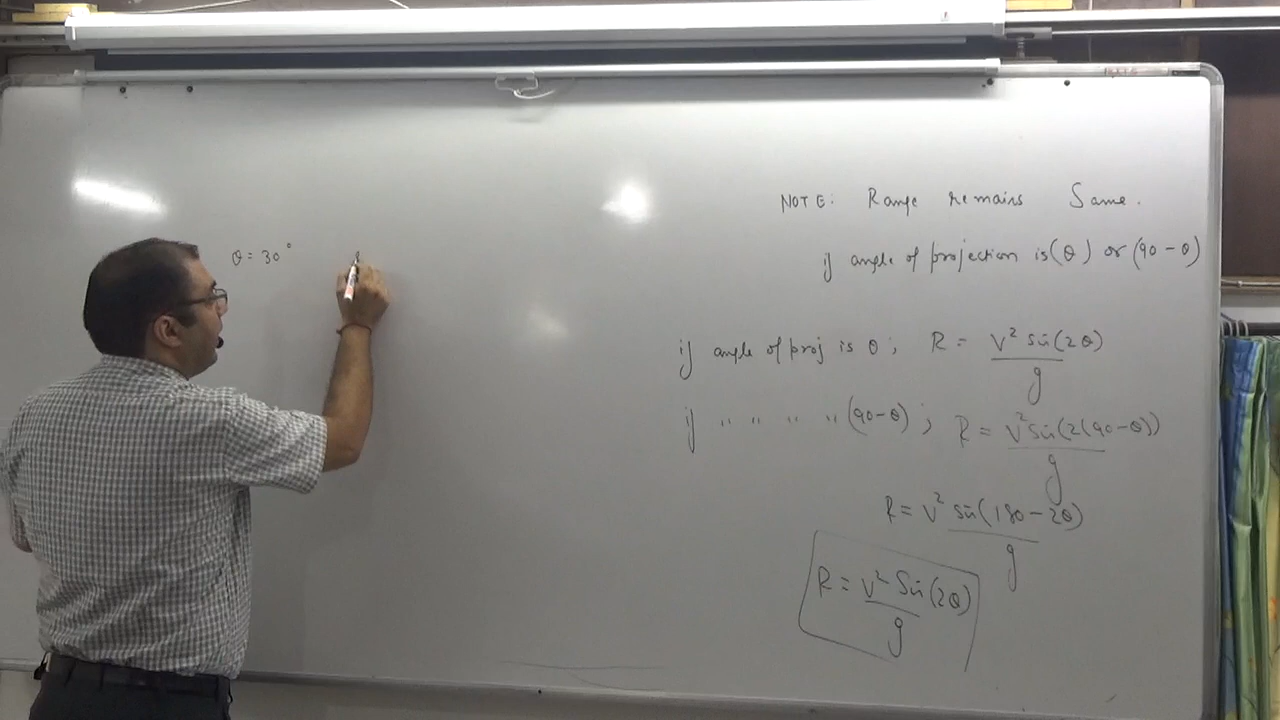 NOTE: Range remains Same.
if angle of projection is (θ) or (90 - θ)
θ = 30°
if angle of proj is θ ; R = V² sin(2θ) / g
if " " " " (90-θ) ; R = V² sin(2(90-θ)) / g
R = V² sin(180-2θ) / g
R = V² Sin(2θ) / g